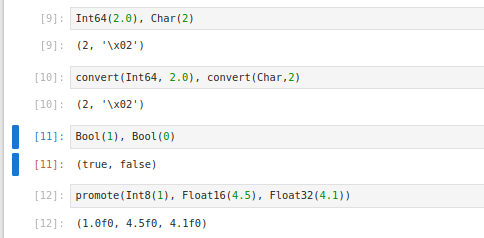 [9]: Int64(2.0), Char(2)
[9]: (2, '\x02')
[10]: convert(Int64, 2.0), convert(Char,2)
[10]: (2, '\x02')
[11]: Bool(1), Bool(0)
[11]: (true, false)
[12]: promote(Int8(1), Float16(4.5), Float32(4.1))
[12]: (1.0f0, 4.5f0, 4.1f0)